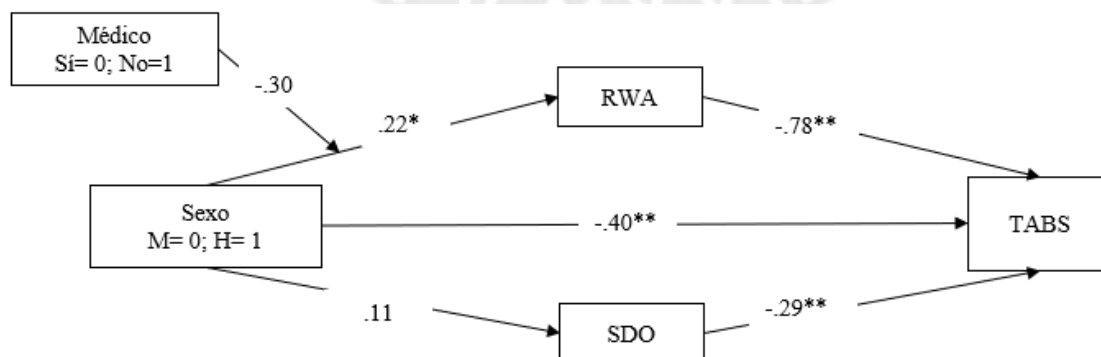 Médico
Sí= 0; No=1
-.30
RWA
.22*
-.78**
Sexo
M= 0; H= 1
-.40**
TABS
.11
-.29**
SDO